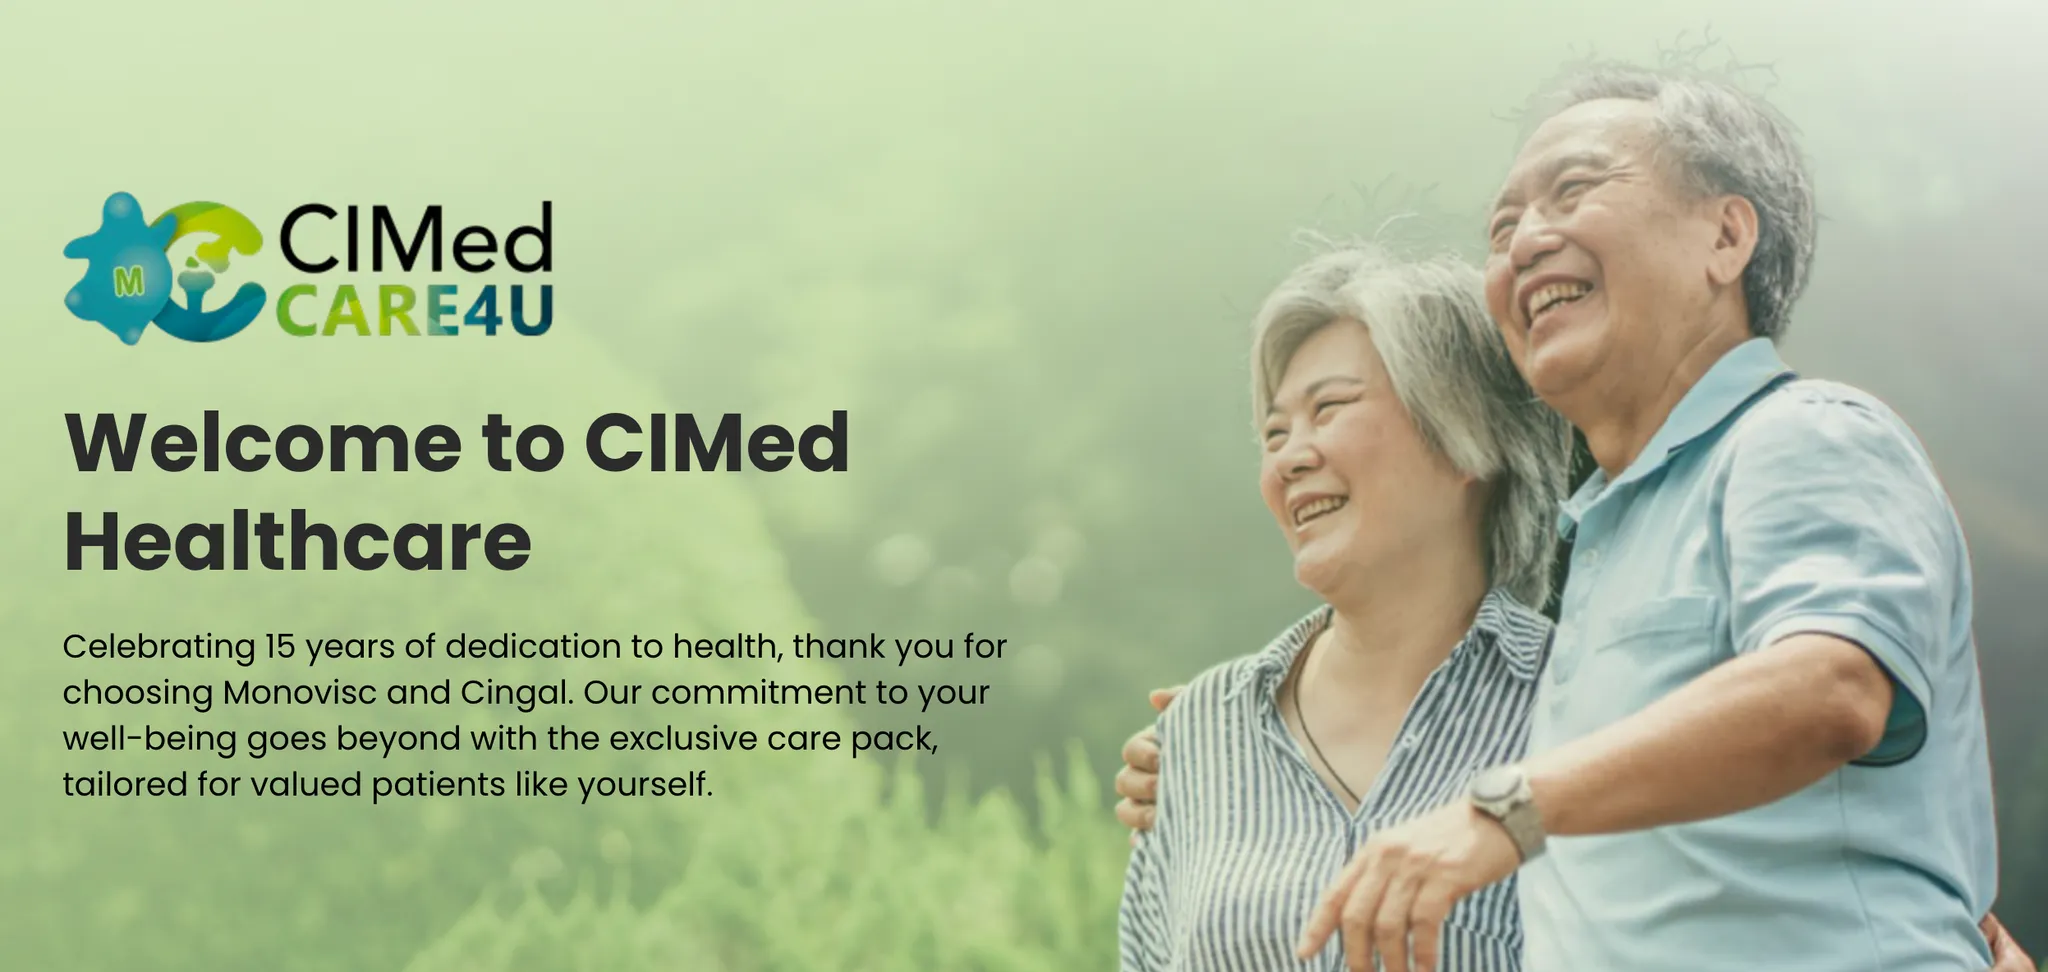 M
CIMed
CARE4U
Welcome to CIMed
Healthcare
Celebrating 15 years of dedication to health, thank you for
choosing Monovisc and Cingal. Our commitment to your
well-being goes beyond with the exclusive care pack,
tailored for valued patients like yourself.